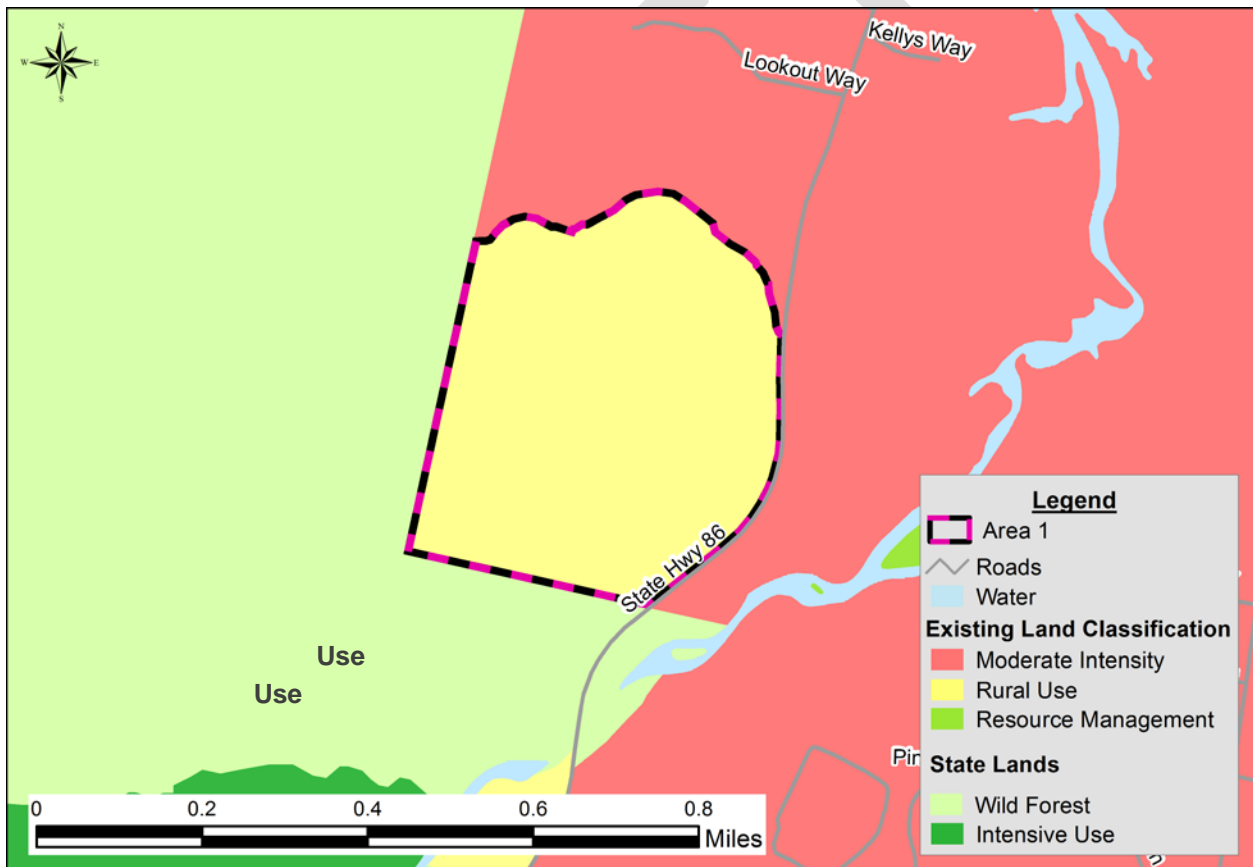 N
W E
S
Kellys Way
Lookout Way
State Hwy 86
Use
Use
Legend
Area 1
Roads
Water
Existing Land Classification
Moderate Intensity
Rural Use
Resource Management
State Lands
Wild Forest
Intensive Use
0 0.2 0.4 0.6 0.8
Miles